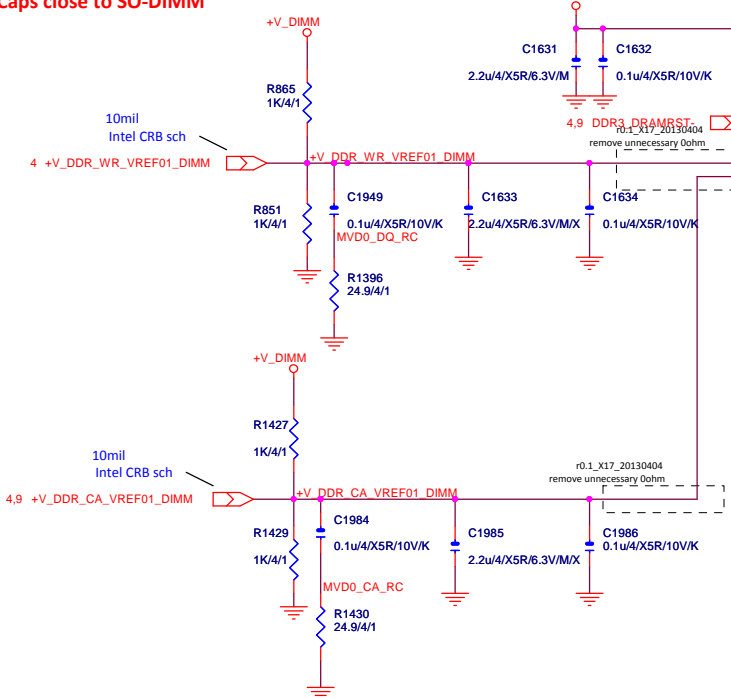 Caps close to SO-DIMM
+V_DIMM
C1631
C1632
2.2u/4/X5R/6.3V/M
0.1u/4/X5R/10V/K
R865
1K/4/1
10mil
Intel CRB sch
4,9 DDR3_DRAMRST-
r0.1_X17_20130404
remove unnecessary 0ohm
4 +V_DDR_WR_VREF01_DIMM
+V_DDR_WR_VREF01_DIMM
R851
1K/4/1
C1949
0.1u/4/X5R/10V/K
C1633
2.2u/4/X5R/6.3V/M/X
C1634
0.1u/4/X5R/10V/K
MVD0_DQ_RC
R1396
24.9/4/1
+V_DIMM
R1427
1K/4/1
10mil
Intel CRB sch
r0.1_X17_20130404
remove unnecessary 0ohm
4,9 +V_DDR_CA_VREF01_DIMM
+V_DDR_CA_VREF01_DIMM
R1429
1K/4/1
C1984
0.1u/4/X5R/10V/K
C1985
2.2u/4/X5R/6.3V/M/X
C1986
0.1u/4/X5R/10V/K
MVD0_CA_RC
R1430
24.9/4/1